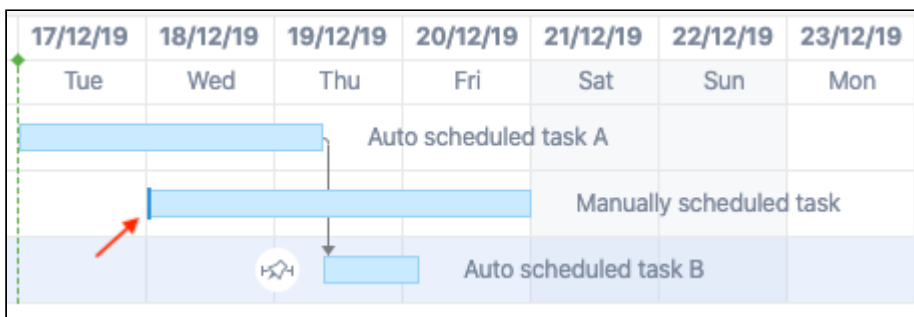 17/12/19 18/12/19 19/12/19 20/12/19 21/12/19 22/12/19 23/12/19
Tue Wed Thu Fri Sat Sun Mon
Auto scheduled task A
Manually scheduled task
Auto scheduled task B